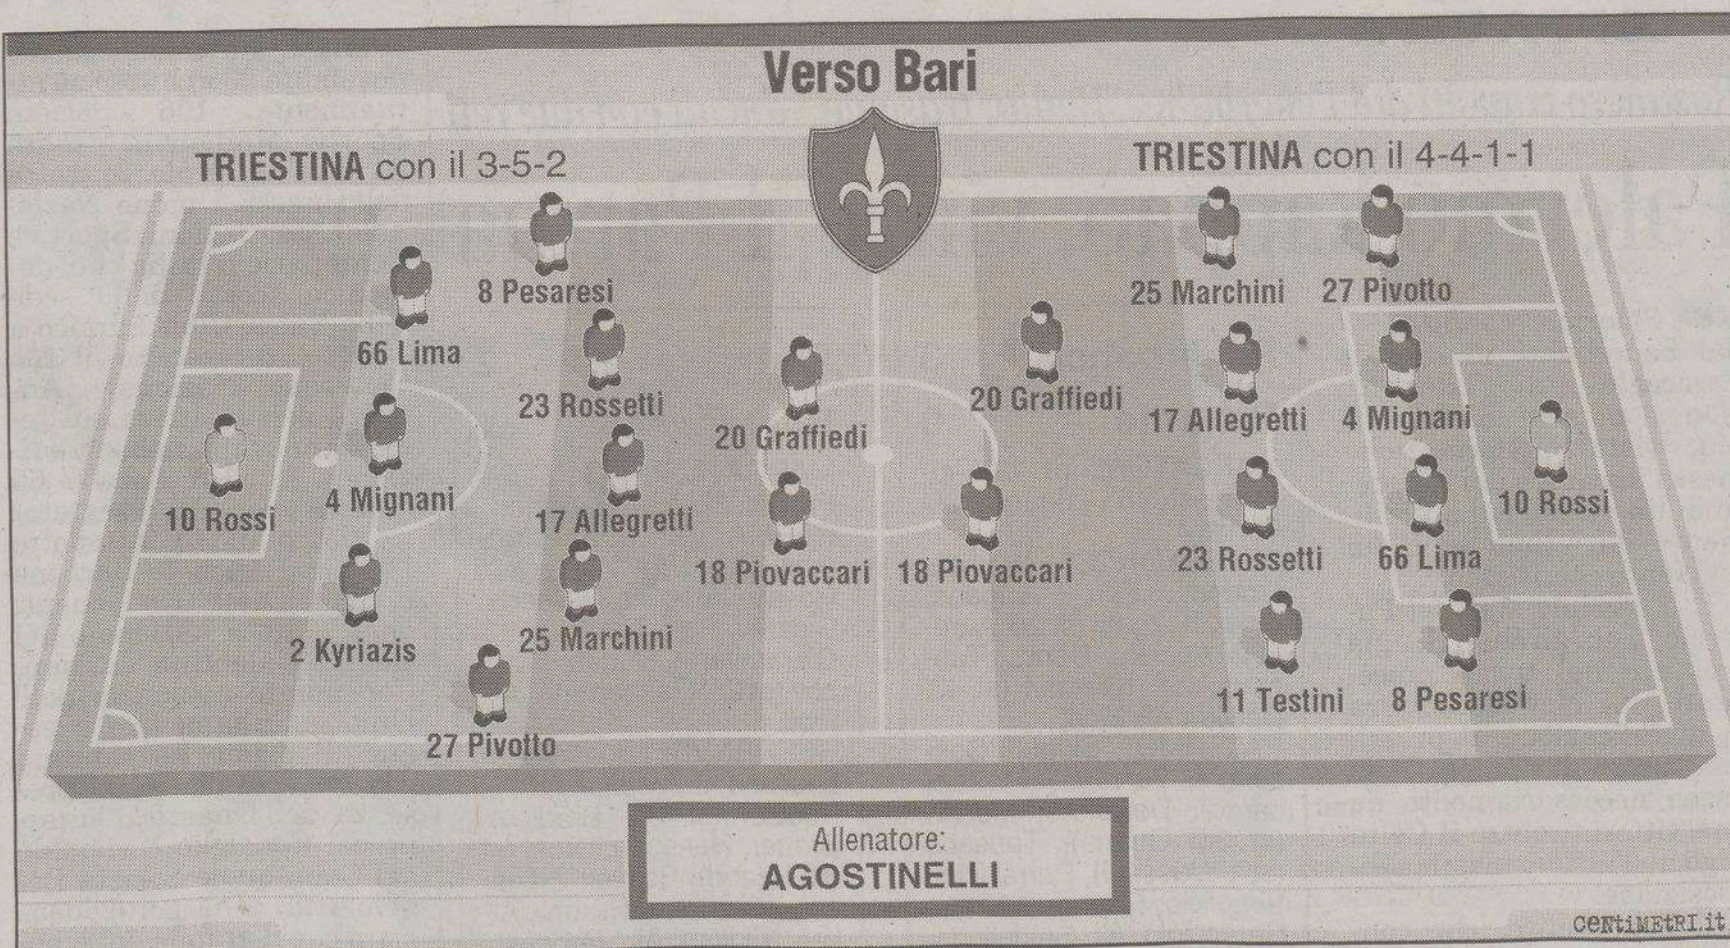 Verso Bari
TRIESTINA con il 3-5-2
8 Pesaresi
66 Lima
23 Rossetti
20 Graffiedi
4 Mignani
10 Rossi
17 Allegretti
18 Piovaccari
2 Kyriazis
25 Marchini
27 Pivotto
TRIESTINA con il 4-4-1-1
25 Marchini
27 Pivotto
20 Graffiedi
17 Allegretti
4 Mignani
10 Rossi
18 Piovaccari
23 Rossetti
66 Lima
11 Testini
8 Pesaresi
Allenatore:
AGOSTINELLI
CENTIMETRI.it